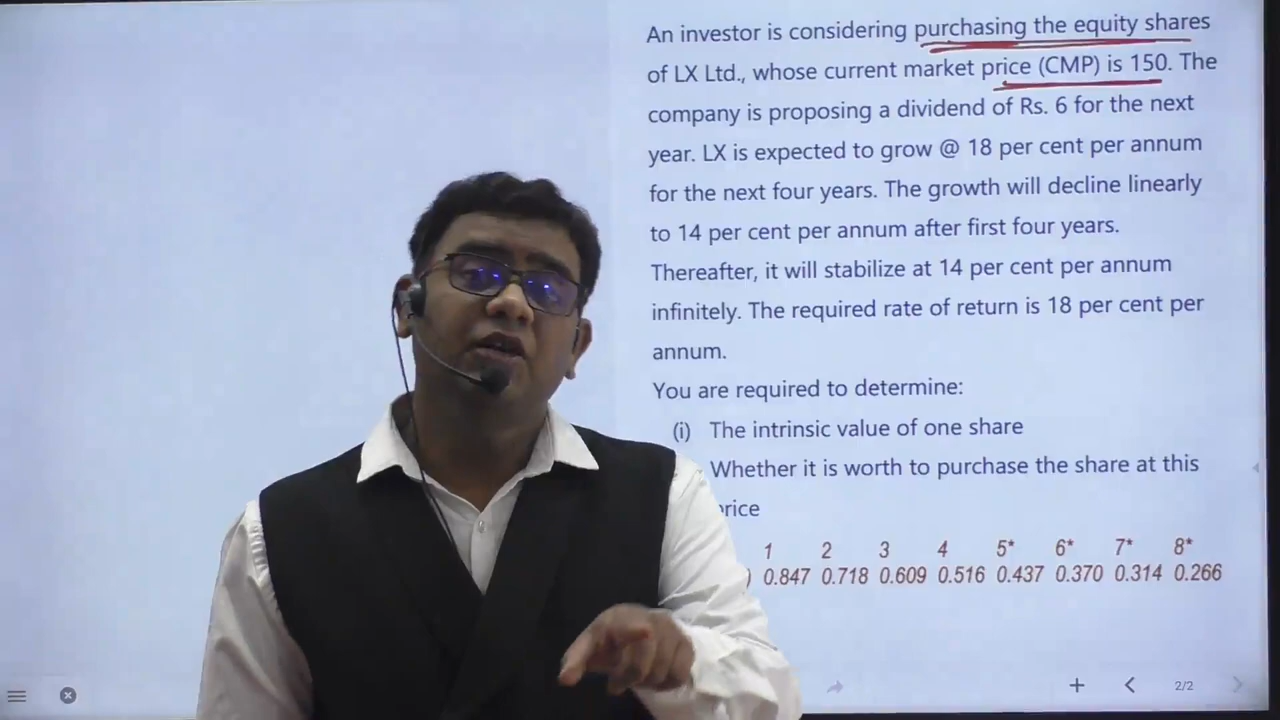 An investor is considering purchasing the equity shares
of LX Ltd., whose current market price (CMP) is 150. The
company is proposing a dividend of Rs. 6 for the next
year. LX is expected to grow @ 18 per cent per annum
for the next four years. The growth will decline linearly
to 14 per cent per annum after first four years.
Thereafter, it will stabilize at 14 per cent per annum
infinitely. The required rate of return is 18 per cent per
annum.
You are required to determine:
(i) The intrinsic value of one share
Whether it is worth to purchase the share at this
1 2 3 4 5* 6* 7* 8*
) 0.847 0.718 0.609 0.516 0.437 0.370 0.314 0.266
2/2